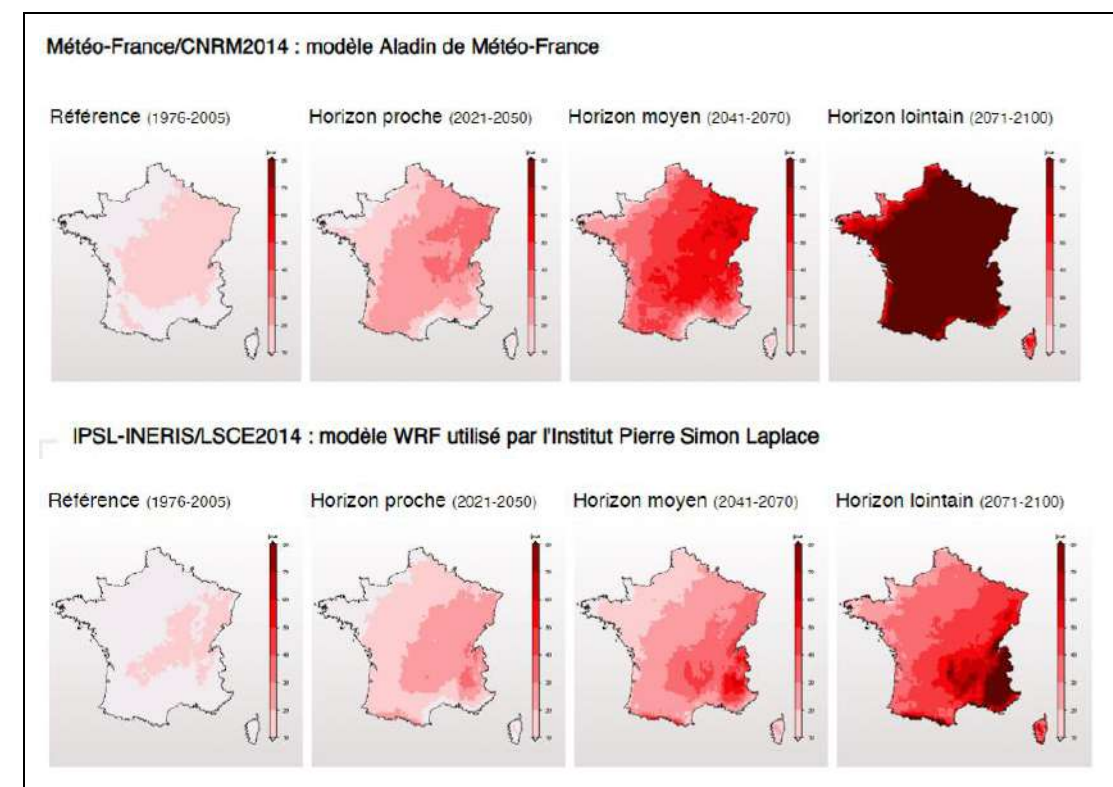 Météo-France/CNRM2014 : modèle Aladin de Météo-France
Référence (1976-2005) Horizon proche (2021-2050) Horizon moyen (2041-2070) Horizon lointain (2071-2100)
IPSL-INERIS/LSCE2014 : modèle WRF utilisé par l'Institut Pierre Simon Laplace
Référence (1976-2005) Horizon proche (2021-2050) Horizon moyen (2041-2070) Horizon lointain (2071-2100)